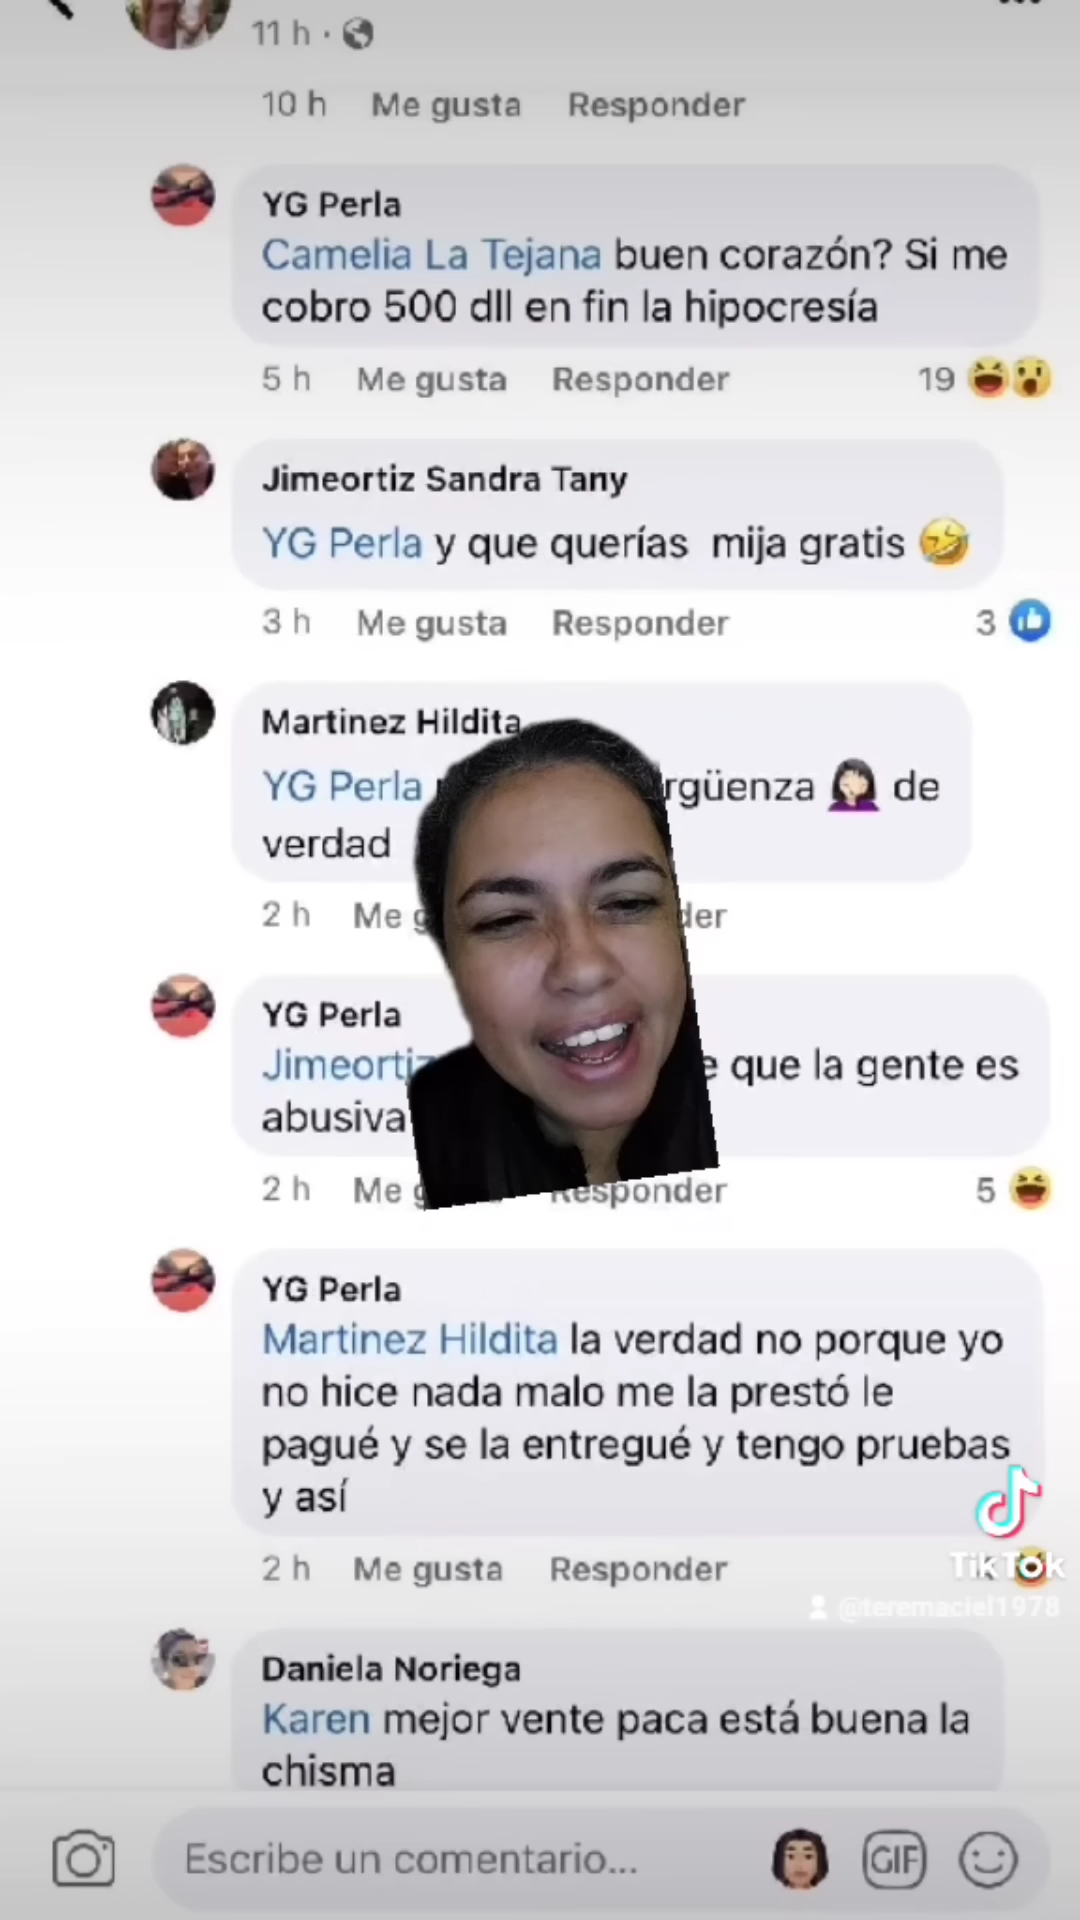 11 h ·
10 h Me gusta Responder
YG Perla
Camelia La Tejana buen corazón? Si me
cobro 500 dll en fin la hipocresía
5 h Me gusta Responder 19
Jimeortiz Sandra Tany
YG Perla y que querías mija gratis
3 h Me gusta Responder 3
Martinez Hildita
YG Perla de
verdad
2 h Me
YG Perla
que la gente es
abusiva
2 h Me Responder 5
YG Perla
Martinez Hildita la verdad no porque yo
no hice nada malo me la prestó le
pagué y se la entregué y tengo pruebas
y así
2 h Me gusta Responder
TikTok
@teremaciel1978
Daniela Noriega
Karen mejor vente paca está buena la
chisma
Escribe un comentario...
GIF